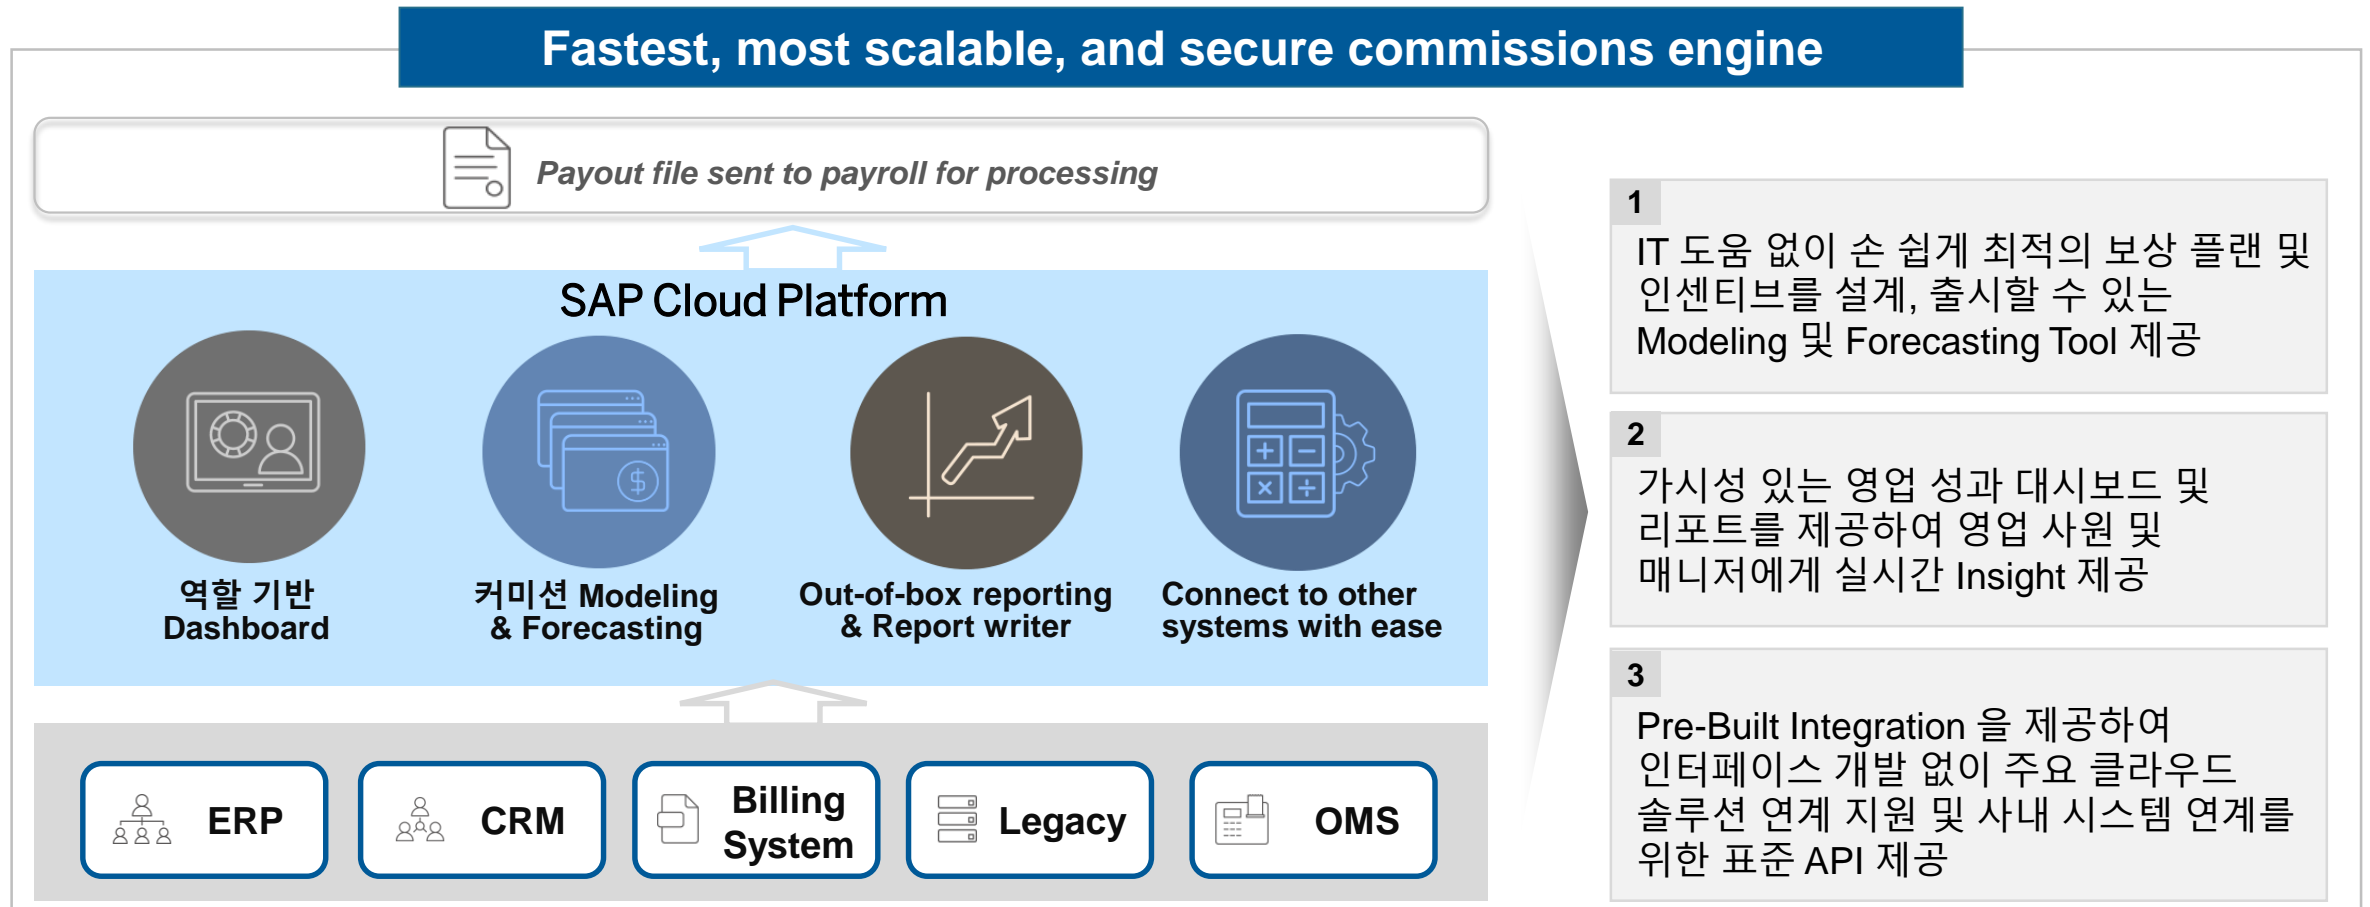 Fastest, most scalable, and secure commissions engine
Payout file sent to payroll for processing
SAP Cloud Platform
역할 기반
Dashboard
커미션 Modeling
& Forecasting
Out-of-box reporting
& Report writer
Connect to other
systems with ease
ERP
CRM
Billing
System
Legacy
OMS
1
IT 도움 없이 손 쉽게 최적의 보상 플랜 및
인센티브를 설계, 출시할 수 있는
Modeling 및 Forecasting Tool 제공
2
가시성 있는 영업 성과 대시보드 및
리포트를 제공하여 영업 사원 및
매니저에게 실시간 Insight 제공
3
Pre-Built Integration 을 제공하여
인터페이스 개발 없이 주요 클라우드
솔루션 연계 지원 및 사내 시스템 연계를
위한 표준 API 제공